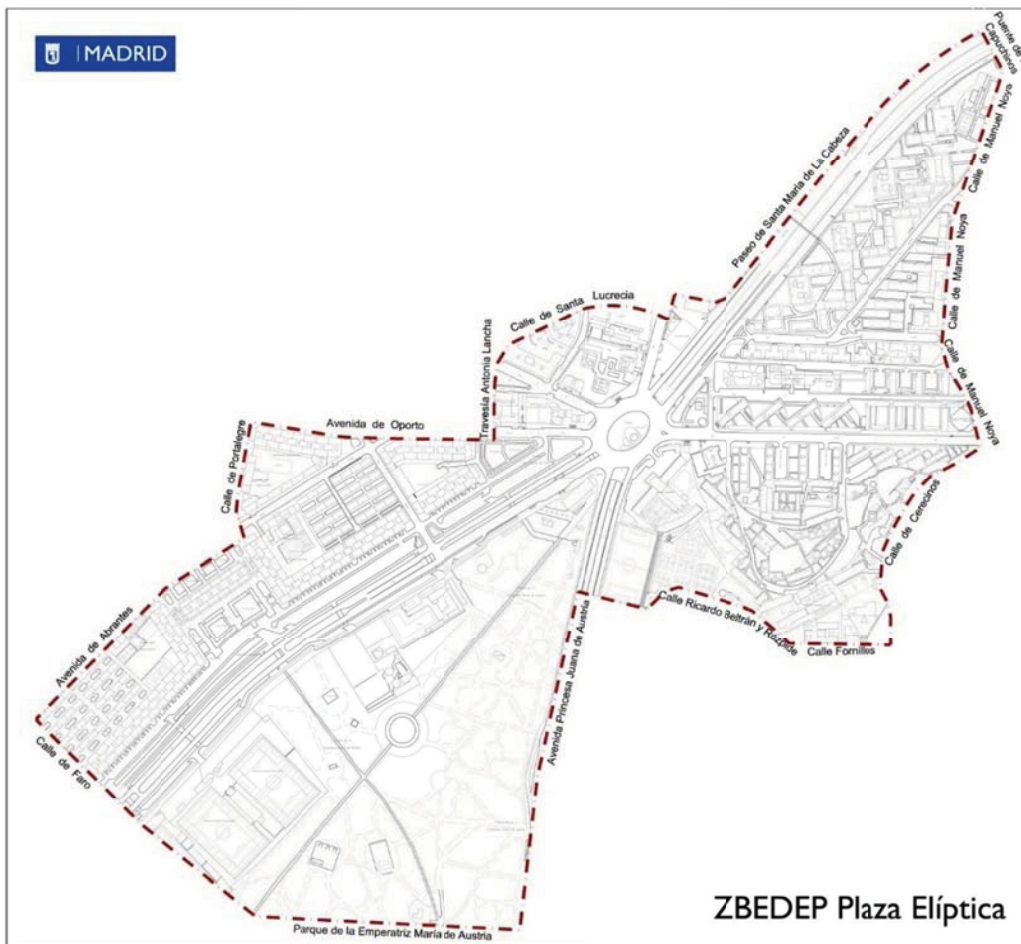 MADRID
Puente de
Capuchinos
Calle de Manuel Noya
Paseo de Santa María de La Cabeza
Calle de Manuel Noya
Calle de Santa Lucrecia
Travesía Antonia Lancha
Calle de Manuel Noya
Avenida de Oporto
Calle de Portalegre
Calle de Cerecinos
Avenida de Abrantes
Avenida Princesa Juana de Austria
Calle Ricardo Beltrán y Rózpide
Calle Fornillos
Calle de Faro
Parque de la Emperatriz María de Austria
ZBEDEP Plaza Elíptica